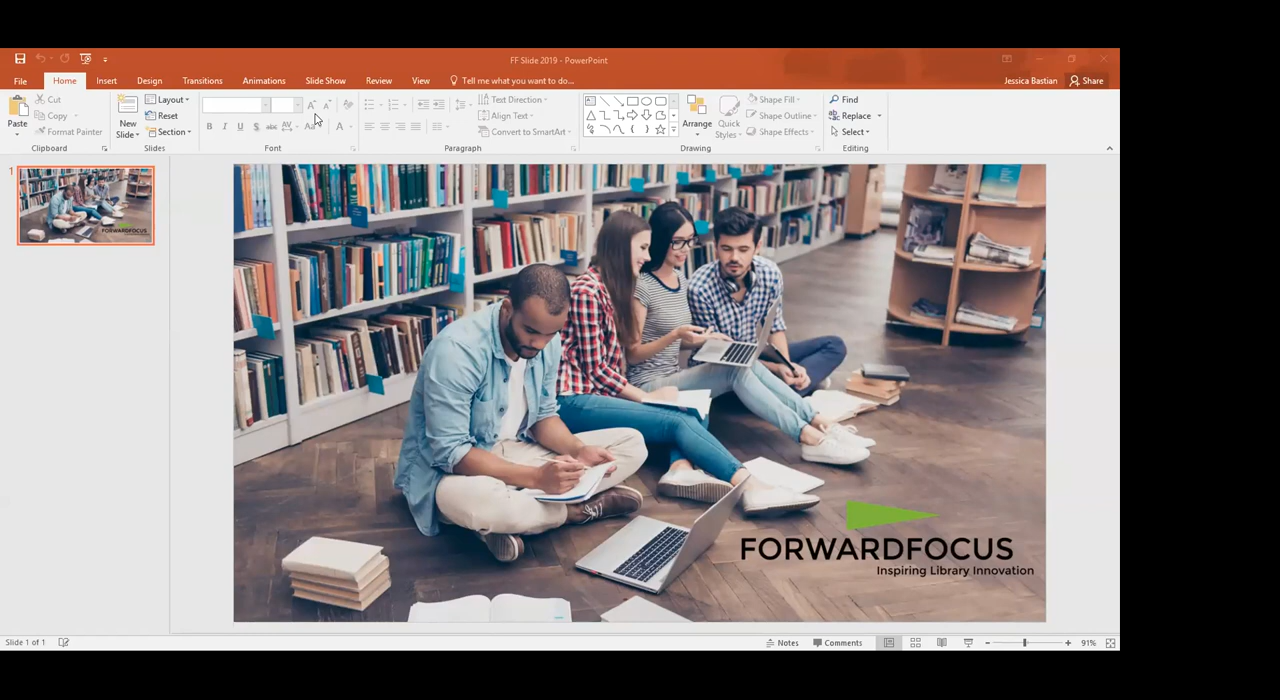 FF Slide 2019 - PowerPoint
File Home Insert Design Transitions Animations Slide Show Review View Tell me what you want to do... Jessica Bastian Share
Paste
Cut
Copy
Format Painter
Clipboard
New
Slide
Layout
Reset
Section
Slides
B I U S abc AV Aa A
Font
Text Direction
Align Text
Convert to SmartArt
Paragraph
Arrange
Quick
Styles
Shape Fill
Shape Outline
Shape Effects
Drawing
Find
Replace
Select
Editing
1
FORWARDFOCUS
Inspiring Library Innovation
Slide 1 of 1 Notes Comments 91%